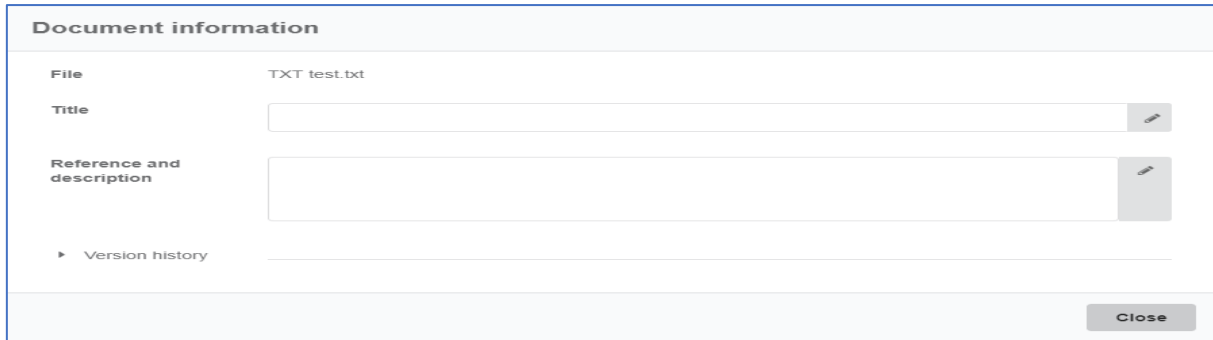 Document information
File TXT test.txt
Title
Reference and
description
Version history
Close